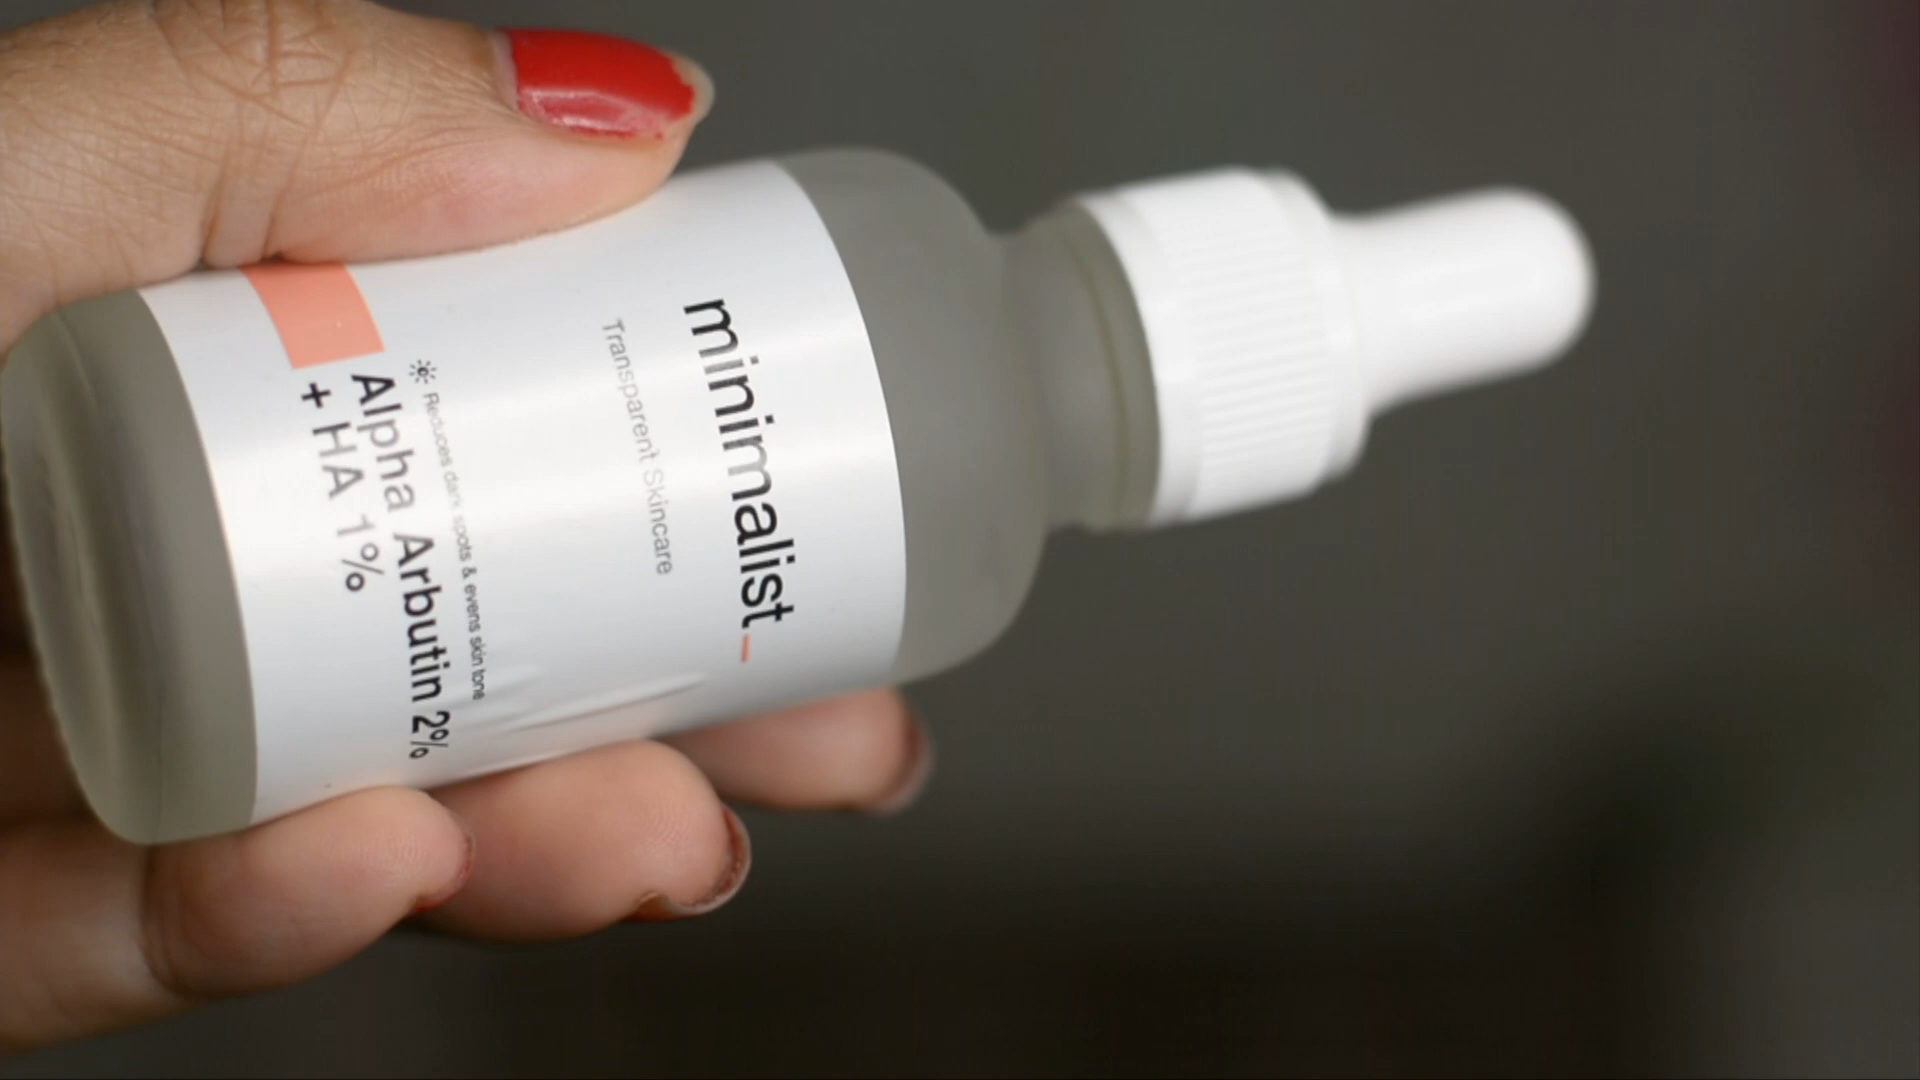 minimalist_
Transparent Skincare
Reduces dark spots & evens skin tone
Alpha Arbutin 2%
+ HA 1%